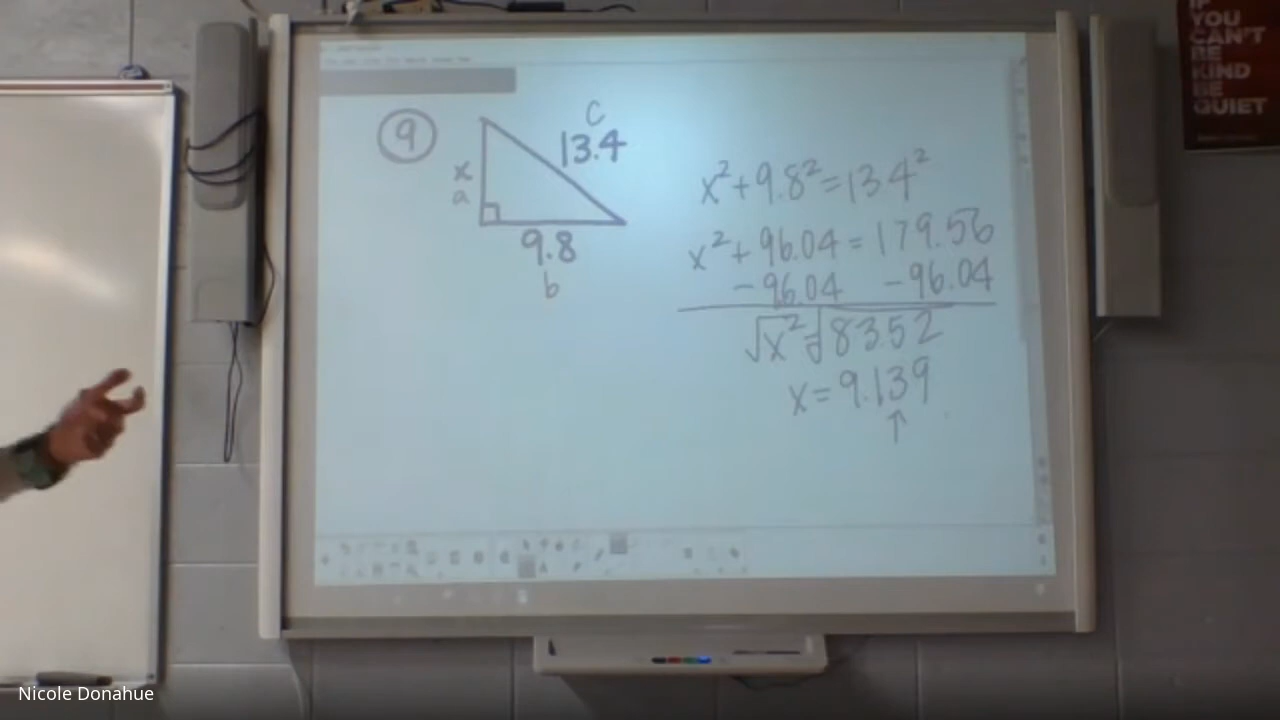 IF
YOU
CAN'T
BE
KIND
BE
QUIET
9
c
13.4
x
a
9.8
b
x²+9.8²=13.4²
x²+96.04=179.56
-96.04 -96.04
√x²=√83.52
x=9.139
↑
Nicole Donahue